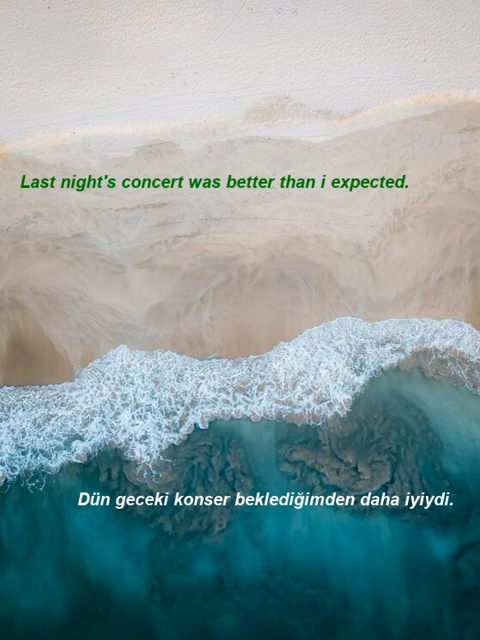 Last night's concert was better than i expected.
Dün geceki konser beklediğimden daha iyiydi.